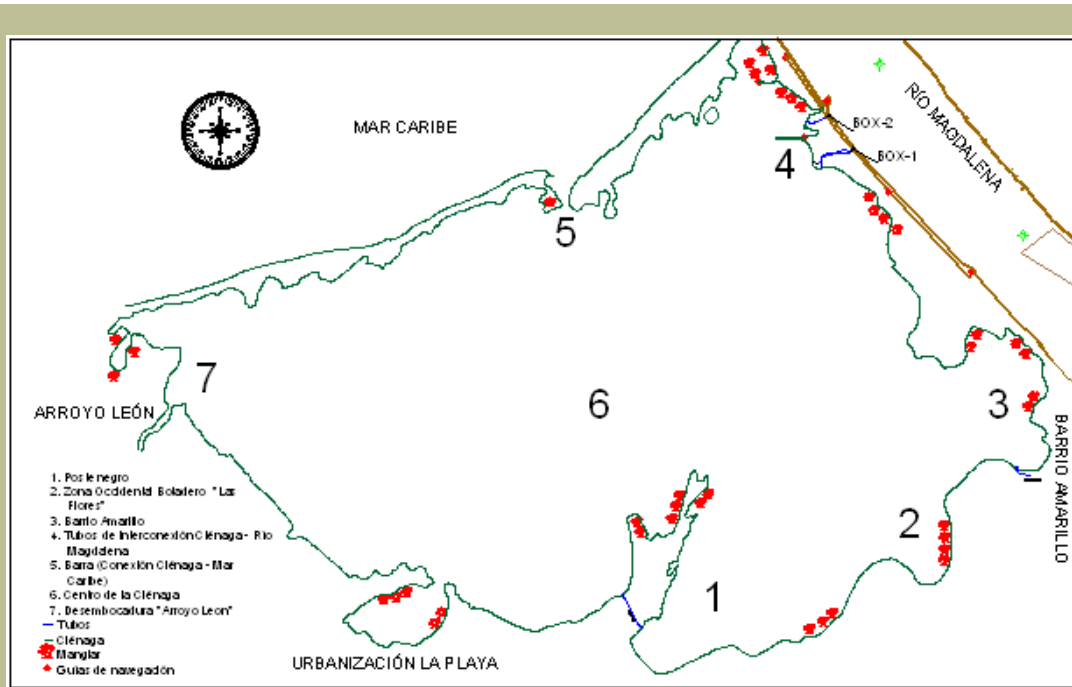 MAR CARIBE
RÍO MAGDALENA
BOX-2
BOX-1
4
5
7
6
3
ARROYO LEÓN
BARRIO AMARILLO
2
1
URBANIZACIÓN LA PLAYA
1. Poste negro
2. Zona Occidental Boladero "Las
Flores"
3. Barrio Amarillo
4. Tubos de Interconexión Ciénaga - Río
Magdalena
5. Barra (Conexión Ciénaga - Mar
Caribe)
6. Centro de la Ciénaga
7. Desembocadura "Arroyo Leon"
Tubos
Ciénaga
Manglar
Guías de navegación